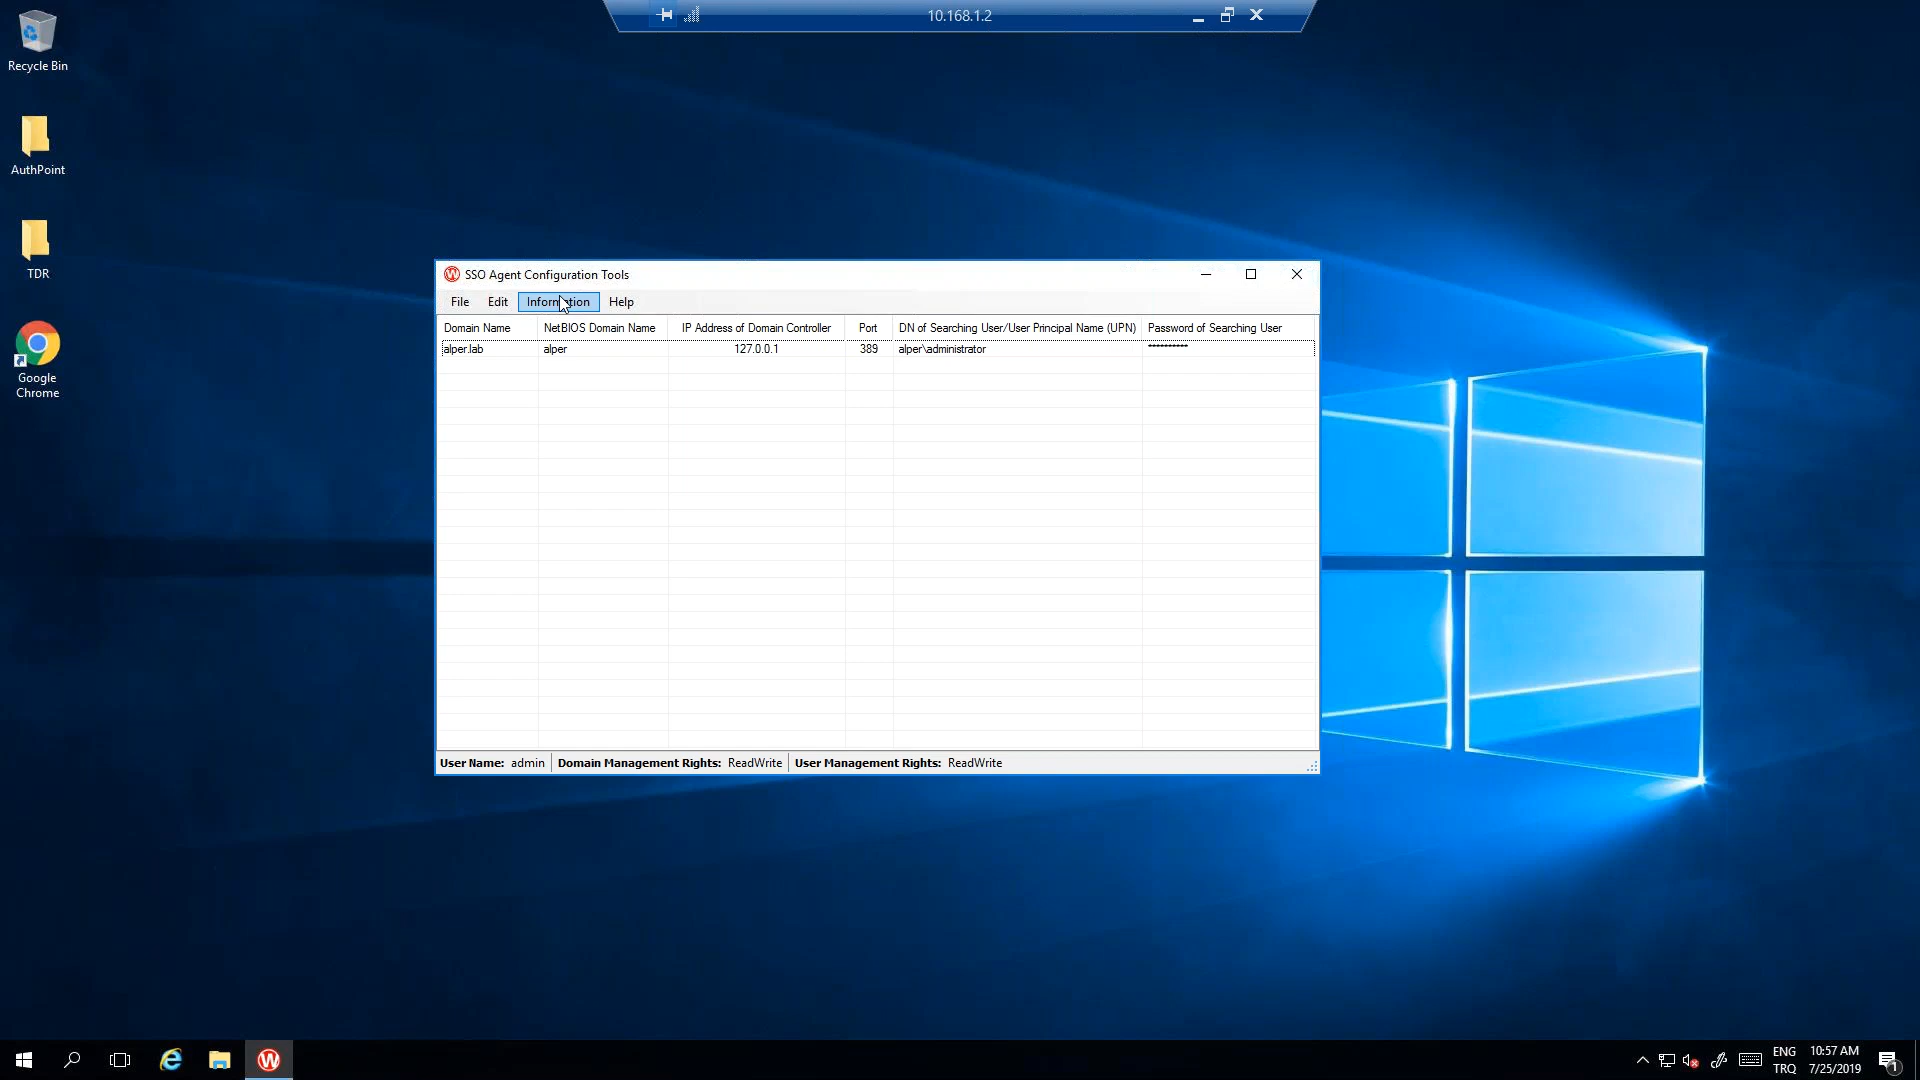 10.168.1.2
Recycle Bin
AuthPoint
TDR
Google
Chrome
SSO Agent Configuration Tools
File Edit Information Help
Domain Name NetBIOS Domain Name IP Address of Domain Controller Port DN of Searching User/User Principal Name (UPN) Password of Searching User
alper.lab alper 127.0.0.1 389 alper\administrator **********
User Name: admin Domain Management Rights: ReadWrite User Management Rights: ReadWrite
ENG 10:57 AM
TRQ 7/25/2019 1